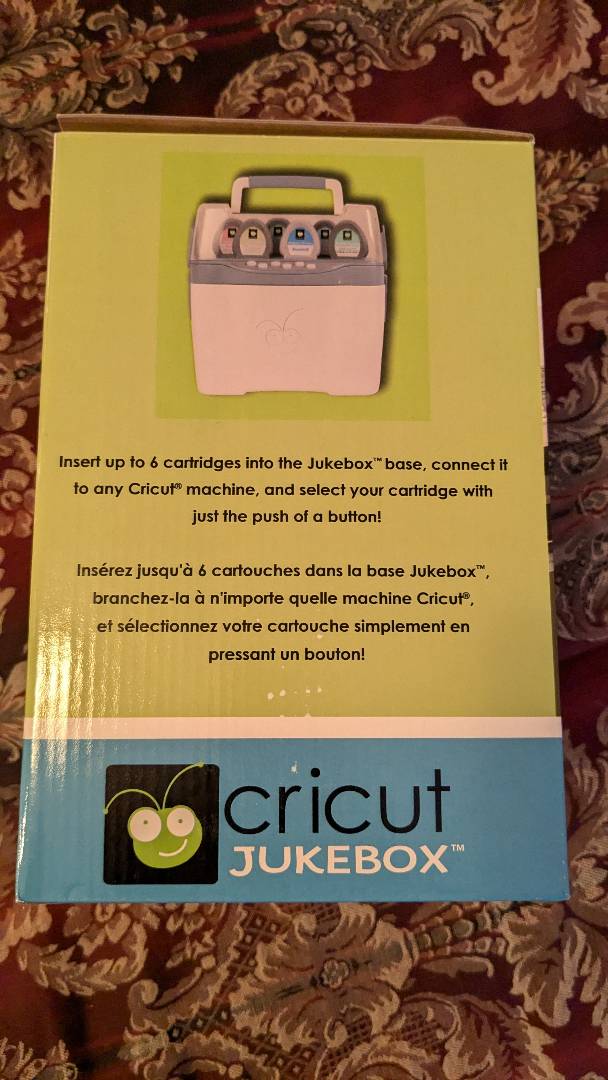 Insert up to 6 cartridges into the Jukebox™ base, connect it
to any Cricut® machine, and select your cartridge with
just the push of a button!
Insérez jusqu'à 6 cartouches dans la base Jukebox™,
branchez-la à n'importe quelle machine Cricut®,
et sélectionnez votre cartouche simplement en
pressant un bouton!
cricut
JUKEBOX™